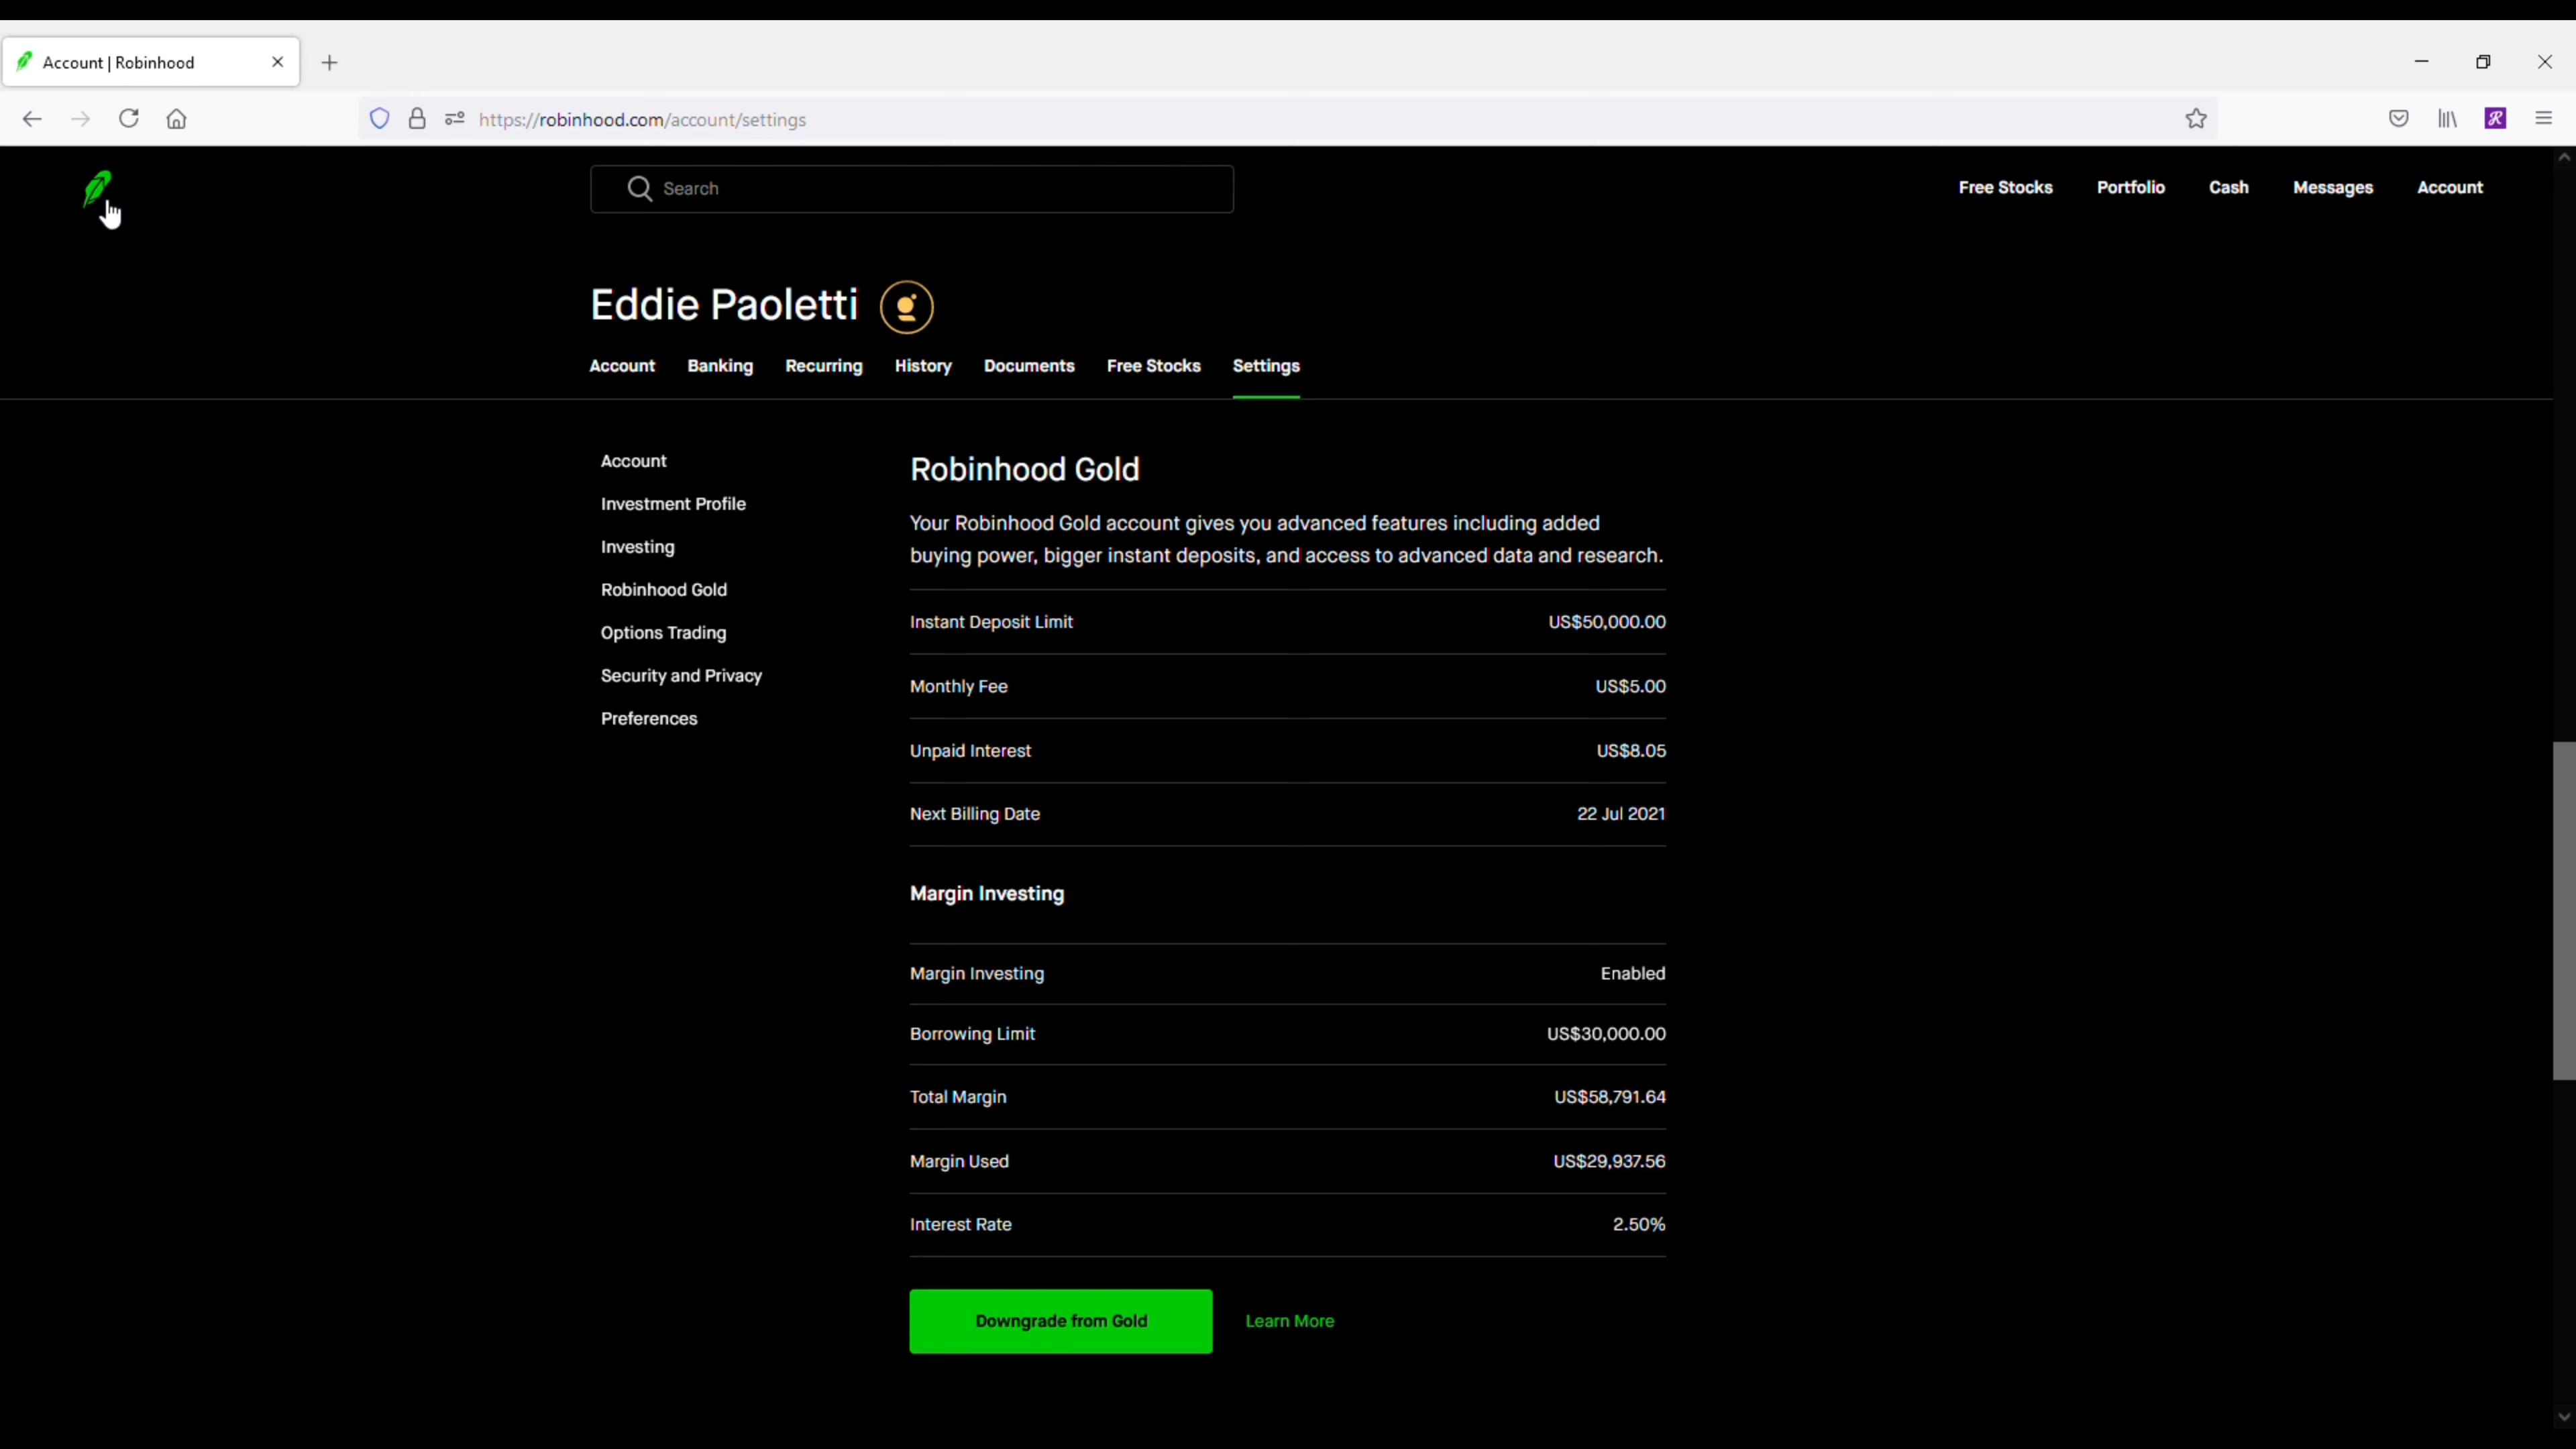 Account | Robinhood
https://robinhood.com/account/settings
Search
Free Stocks Portfolio Cash Messages Account
Eddie Paoletti
Account Banking Recurring History Documents Free Stocks Settings
Account
Investment Profile
Investing
Robinhood Gold
Options Trading
Security and Privacy
Preferences
Robinhood Gold
Your Robinhood Gold account gives you advanced features including added
buying power, bigger instant deposits, and access to advanced data and research.
Instant Deposit Limit US$50,000.00
Monthly Fee US$5.00
Unpaid Interest US$8.05
Next Billing Date 22 Jul 2021
Margin Investing
Margin Investing Enabled
Borrowing Limit US$30,000.00
Total Margin US$58,791.64
Margin Used US$29,937.56
Interest Rate 2.50%
Downgrade from Gold Learn More